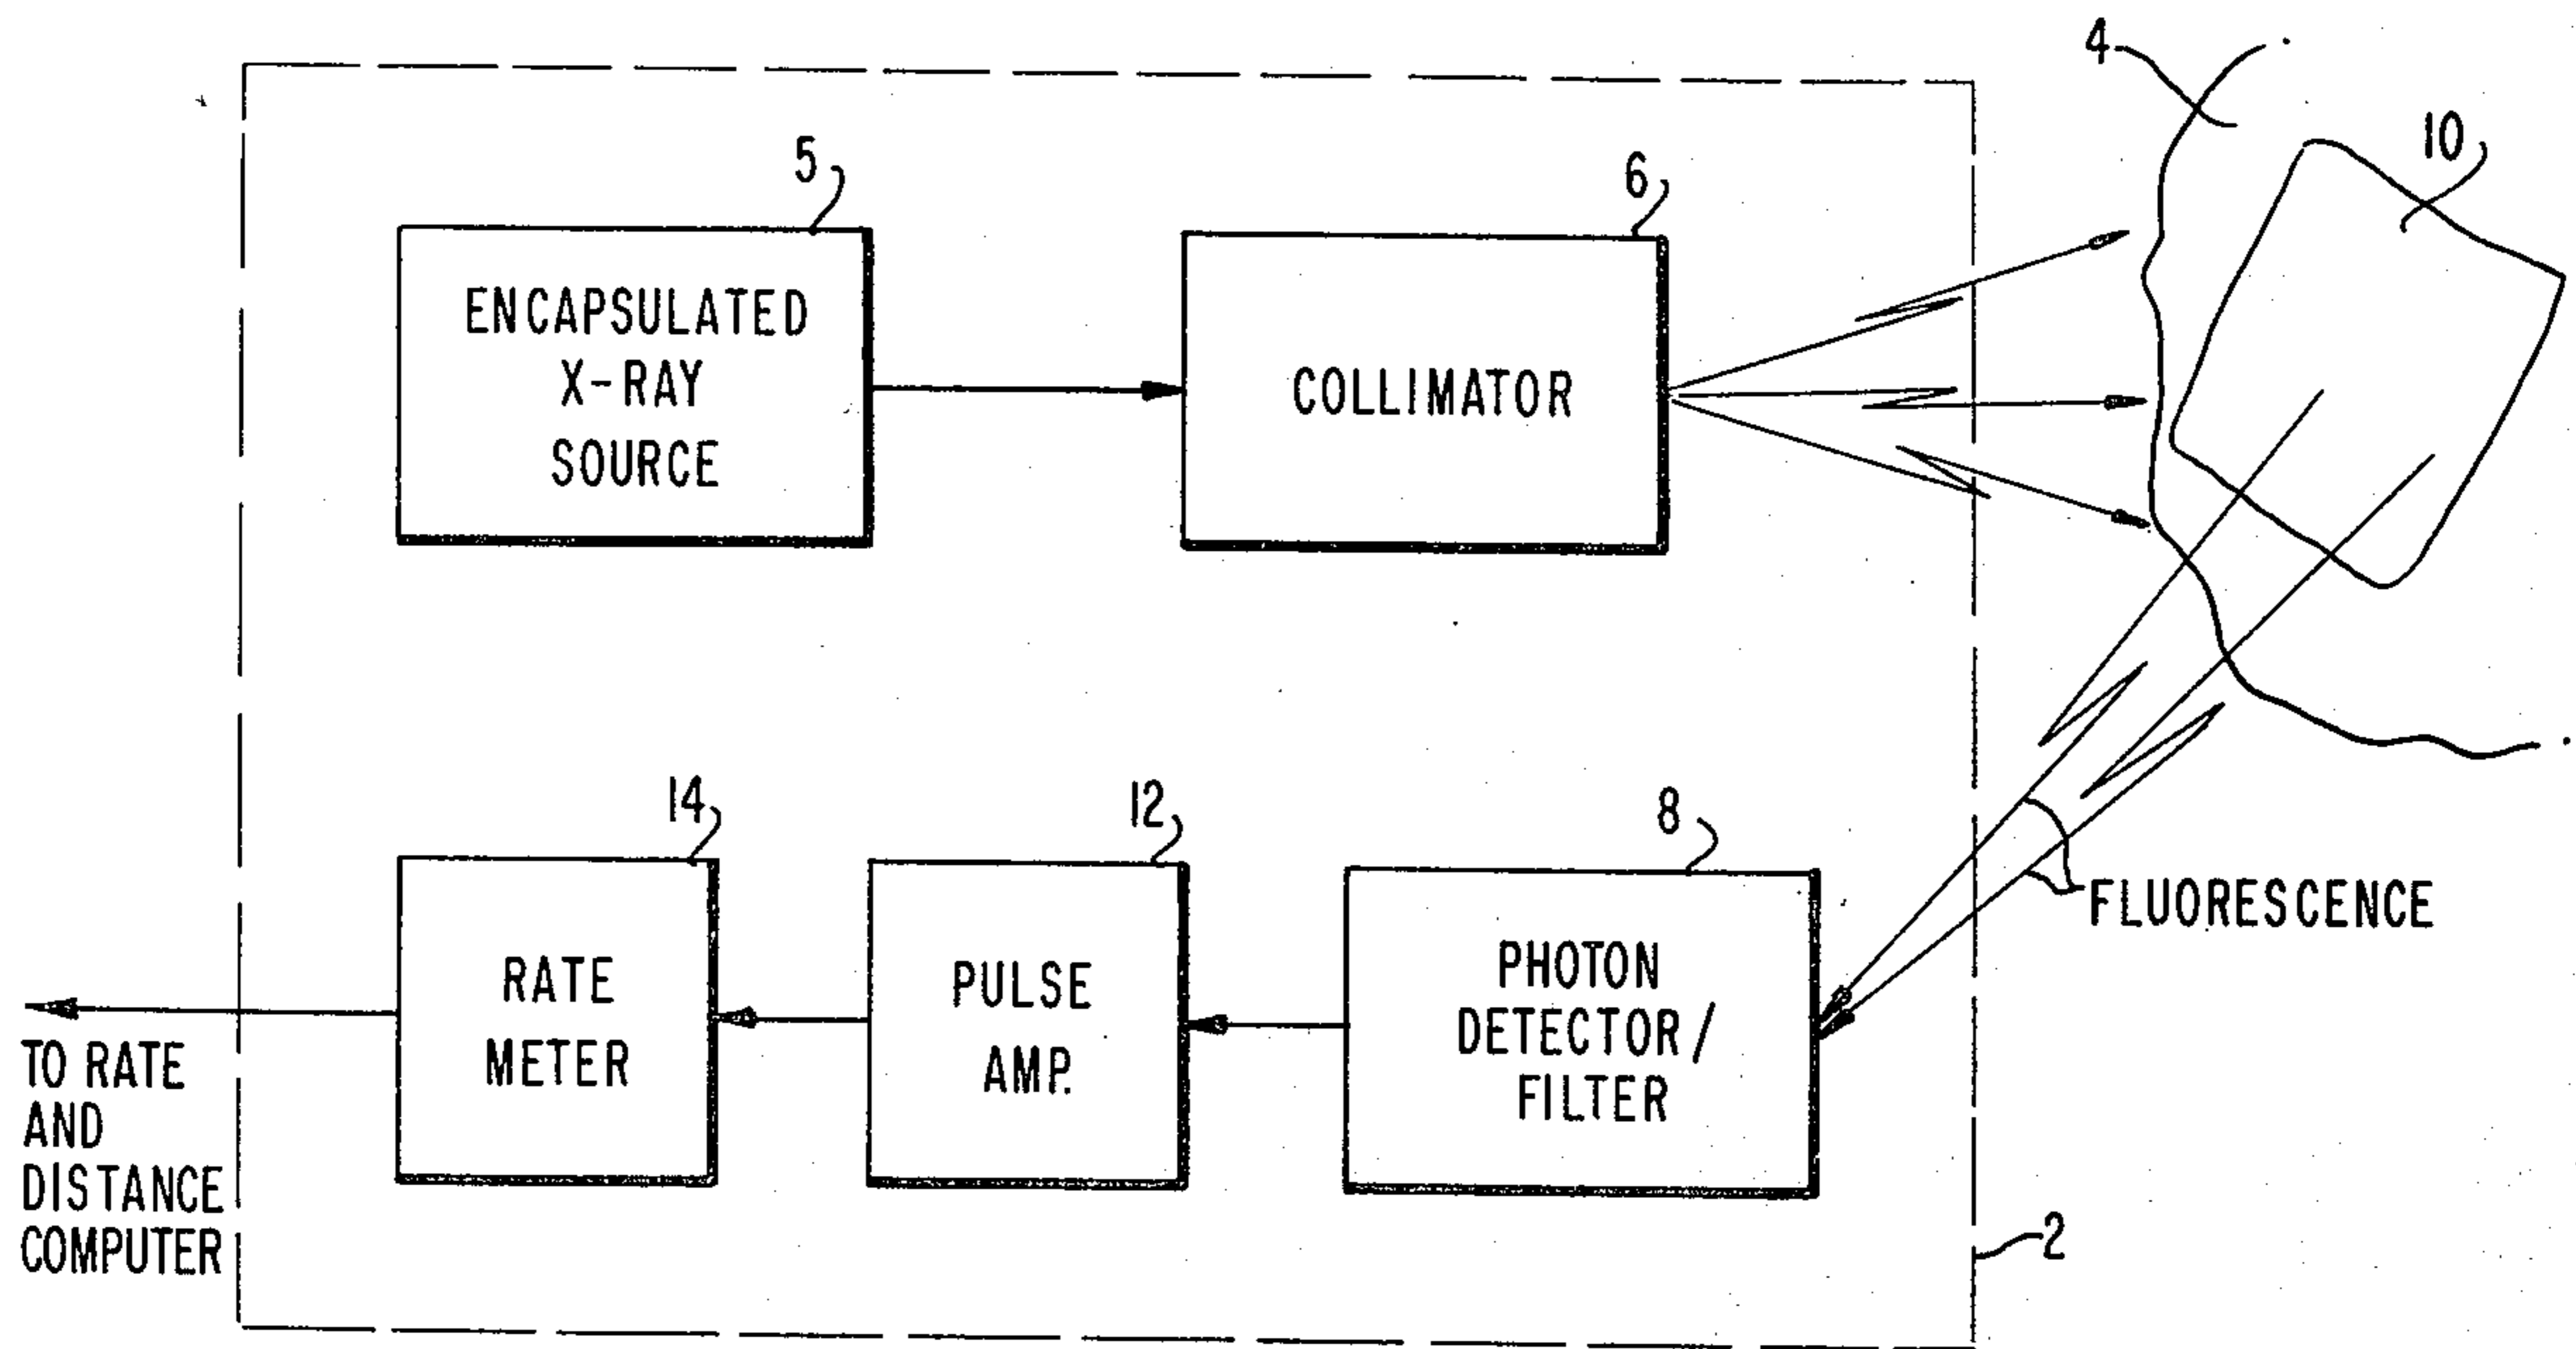 4
10
5
6
ENCAPSULATED
X-RAY
SOURCE
COLLIMATOR
14
12
8
FLUORESCENCE
RATE
METER
PULSE
AMP.
PHOTON
DETECTOR/
FILTER
TO RATE
AND
DISTANCE
COMPUTER
2